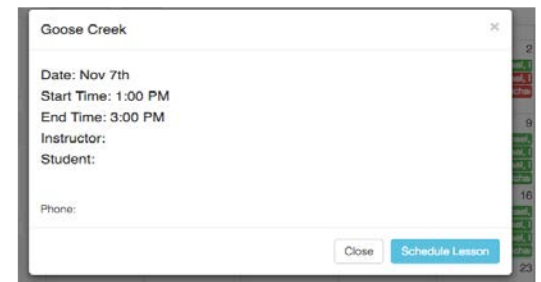 Goose Creek ×
Date: Nov 7th
Start Time: 1:00 PM
End Time: 3:00 PM
Instructor:
Student:
Phone:
Close Schedule Lesson
2
9
16
23